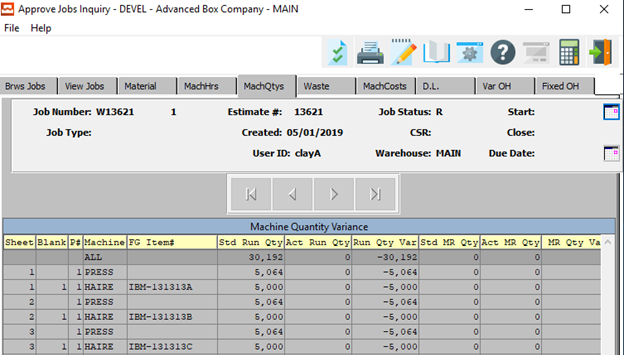 Approve Jobs Inquiry - DEVEL - Advanced Box Company - MAIN
File Help
Brws Jobs View Jobs Material MachHrs MachQtys Waste MachCosts D.L. Var OH Fixed OH
Job Number: W13621 1 Estimate #: 13621 Job Status: R Start:
Job Type: Created: 05/01/2019 CSR: Close:
User ID: clayA Warehouse: MAIN Due Date:
Machine Quantity Variance
Sheet Blank P# Machine FG Item# Std Run Qty Act Run Qty Run Qty Var Std MR Qty Act MR Qty MR Qty Va
ALL 30,192 0 -30,192 0 0
1 1 PRESS 5,064 0 -5,064 0 0
1 1 1 HAIRE IBM-131313A 5,000 0 -5,000 0 0
2 1 PRESS 5,064 0 -5,064 0 0
2 1 1 HAIRE IBM-131313B 5,000 0 -5,000 0 0
3 1 PRESS 5,064 0 -5,064 0 0
3 1 1 HAIRE IBM-131313C 5,000 0 -5,000 0 0